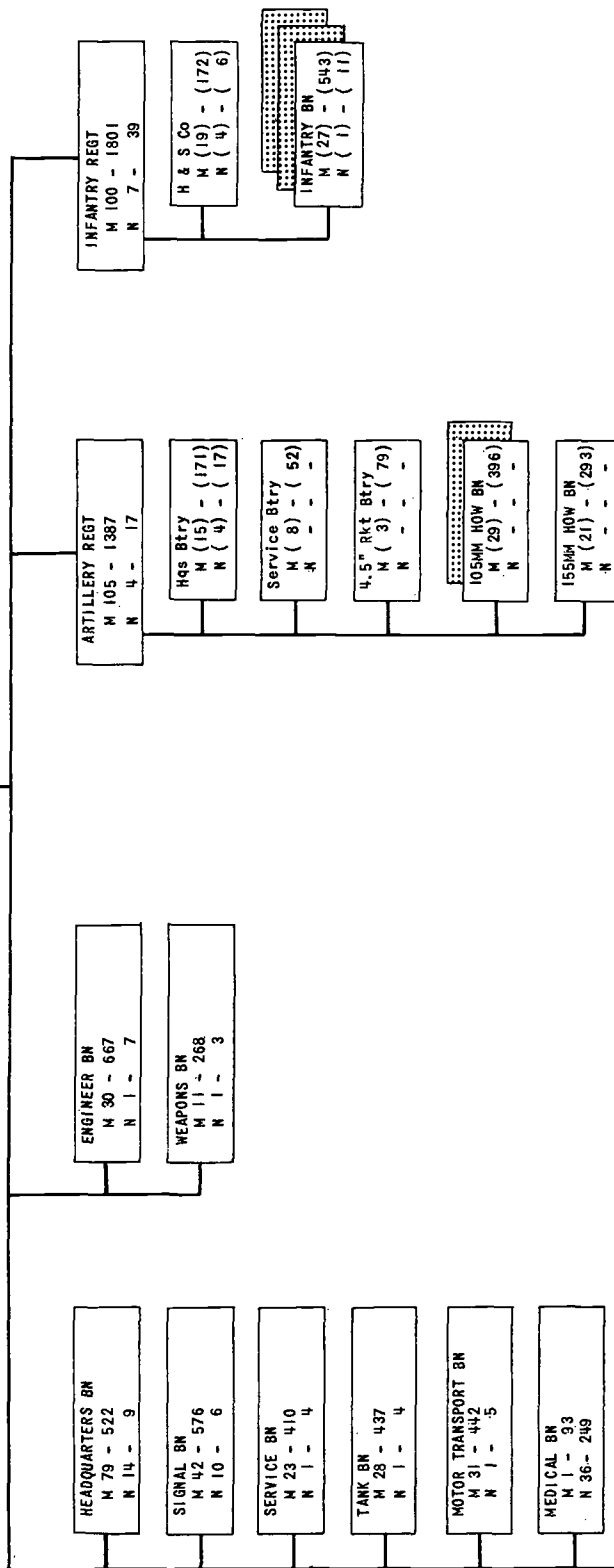 HEADQUARTERS BN
M 79 - 522
N 14 - 9
SIGNAL BN
M 42 - 576
N 10 - 6
SERVICE BN
M 23 - 410
N 1 - 4
TANK BN
M 28 - 437
N 1 - 4
MOTOR TRANSPORT BN
M 31 - 442
N 1 - 5
MEDICAL BN
M 1 - 93
N 36 - 249
ENGINEER BN
M 30 - 667
N 1 - 7
WEAPONS BN
M 11 - 268
N 1 - 3
ARTILLERY REGT
M 105 - 1387
N 4 - 17
Hqs Btry
M (15) - (171)
N ( 4) - ( 17)
Service Btry
M ( 8) - ( 52)
N - - -
4.5" Rkt Btry
M ( 3) - ( 79)
N - - -
105MM HOW BN
M (29) - (396)
N - - -
155MM HOW BN
M (21) - (293)
N - - -
INFANTRY REGT
M 100 - 1801
N 7 - 39
H & S Co
M (19) - (172)
N ( 4) - ( 6)
INFANTRY BN
M (27) - (543)
N ( 1) - ( 11)